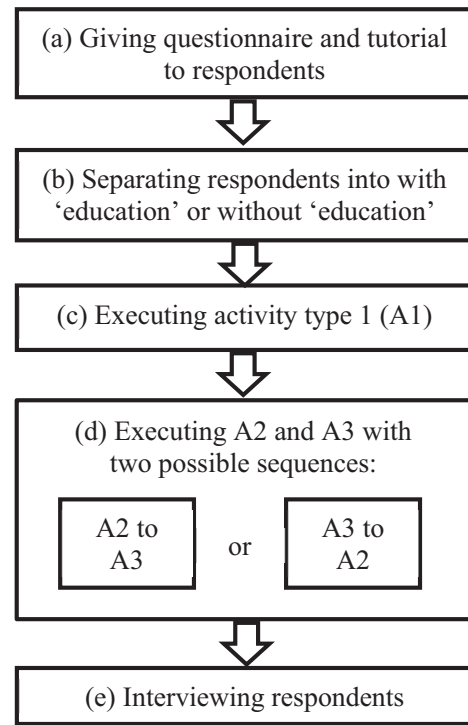 (a) Giving questionnaire and tutorial
to respondents
(b) Separating respondents into with
‘education’ or without ‘education’
(c) Executing activity type 1 (A1)
(d) Executing A2 and A3 with
two possible sequences:
A2 to
A3
or
A3 to
A2
(e) Interviewing respondents